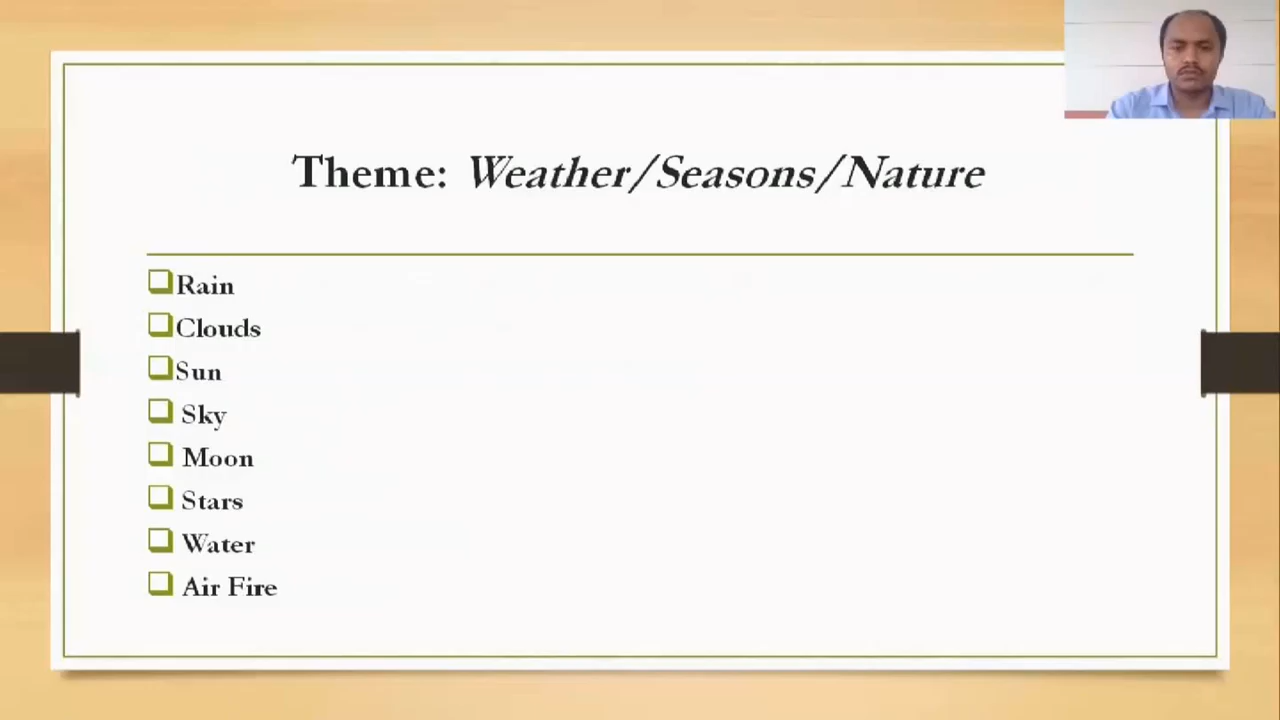 Theme: Weather/Seasons/Nature
Rain
Clouds
Sun
Sky
Moon
Stars
Water
Air Fire